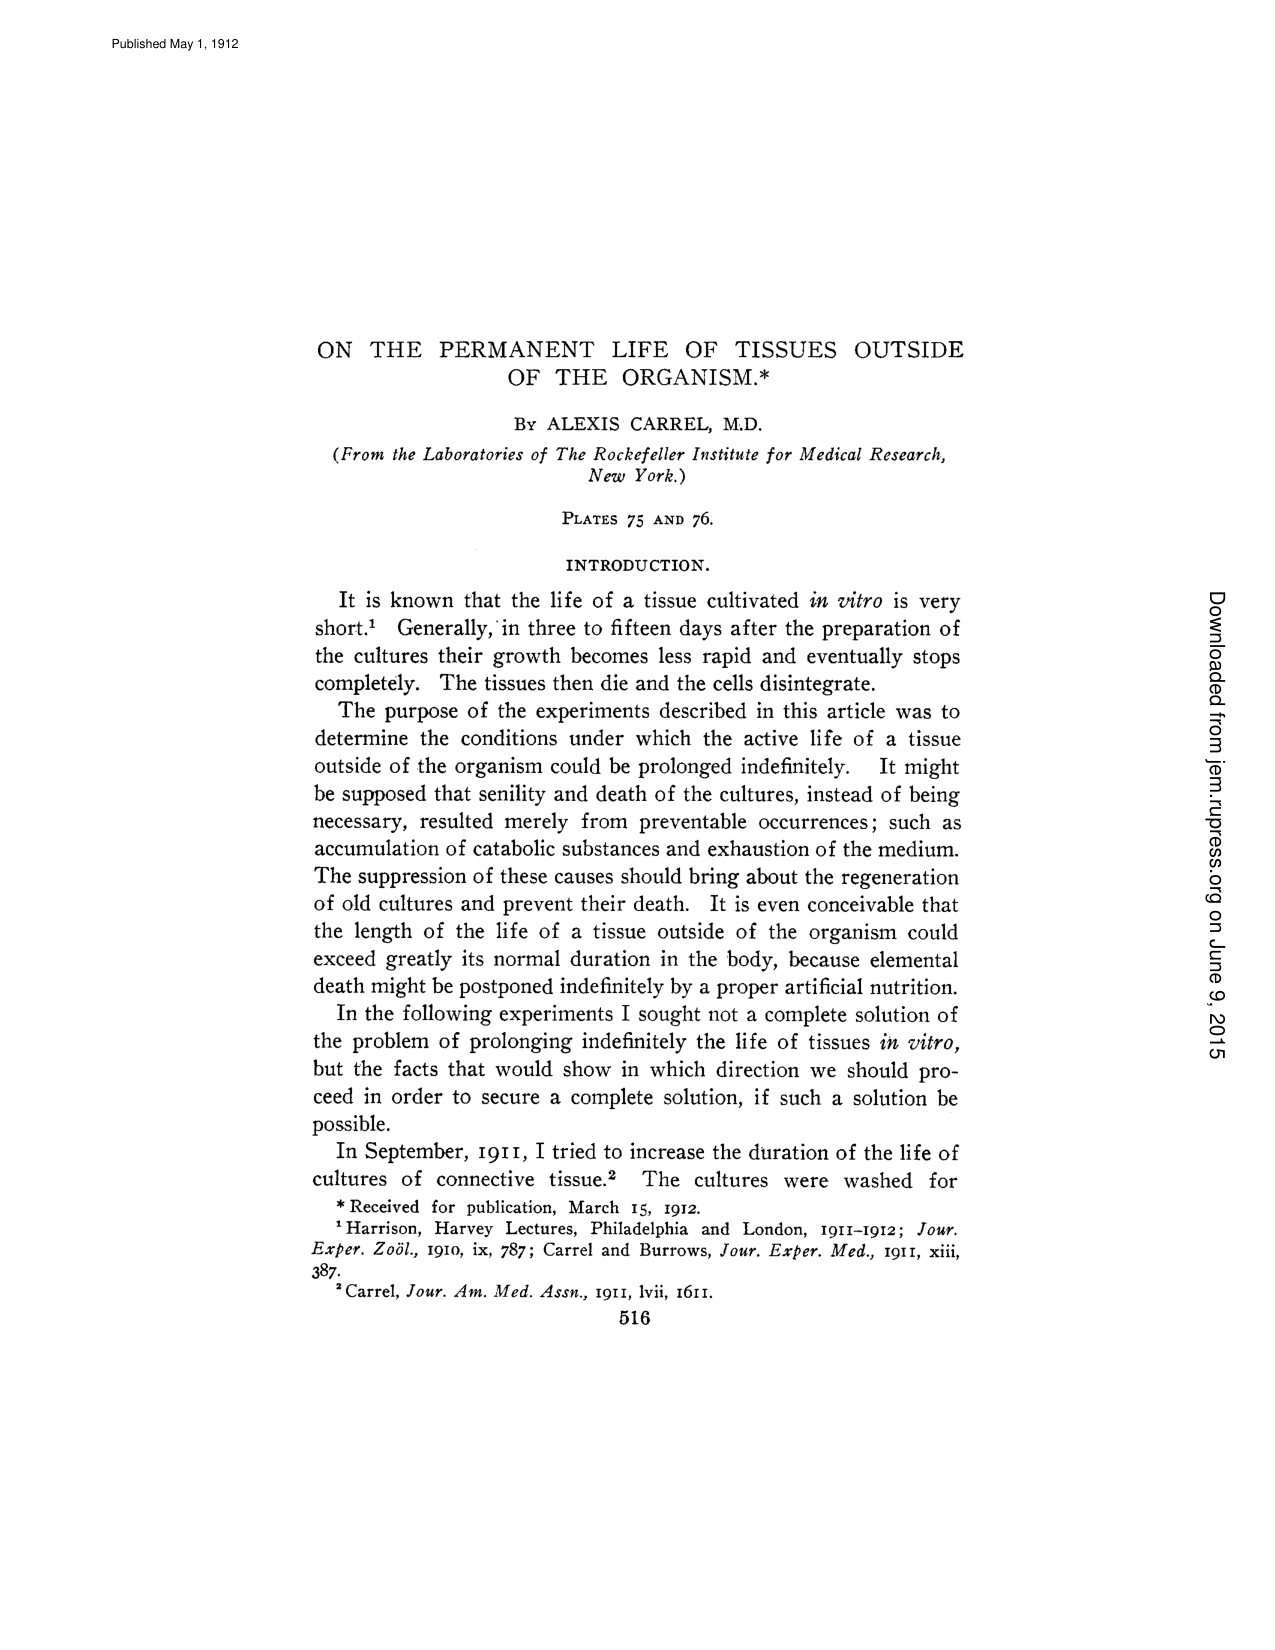 Published May 1, 1912
ON THE PERMANENT LIFE OF TISSUES OUTSIDE
OF THE ORGANISM.*
By ALEXIS CARREL, M.D.
(From the Laboratories of The Rockefeller Institute for Medical Research,
New York.)
Plates 75 and 76.
INTRODUCTION.
It is known that the life of a tissue cultivated in vitro is very
short.¹ Generally, in three to fifteen days after the preparation of
the cultures their growth becomes less rapid and eventually stops
completely. The tissues then die and the cells disintegrate.
The purpose of the experiments described in this article was to
determine the conditions under which the active life of a tissue
outside of the organism could be prolonged indefinitely. It might
be supposed that senility and death of the cultures, instead of being
necessary, resulted merely from preventable occurrences; such as
accumulation of catabolic substances and exhaustion of the medium.
The suppression of these causes should bring about the regeneration
of old cultures and prevent their death. It is even conceivable that
the length of the life of a tissue outside of the organism could
exceed greatly its normal duration in the body, because elemental
death might be postponed indefinitely by a proper artificial nutrition.
In the following experiments I sought not a complete solution of
the problem of prolonging indefinitely the life of tissues in vitro,
but the facts that would show in which direction we should pro-
ceed in order to secure a complete solution, if such a solution be
possible.
In September, 1911, I tried to increase the duration of the life of
cultures of connective tissue.² The cultures were washed for
* Received for publication, March 15, 1912.
¹ Harrison, Harvey Lectures, Philadelphia and London, 1911–1912; Jour.
Exper. Zoöl., 1910, ix, 787; Carrel and Burrows, Jour. Exper. Med., 1911, xiii,
387.
² Carrel, Jour. Am. Med. Assn., 1911, lvii, 1611.
516
Downloaded from jem.rupress.org on June 9, 2015